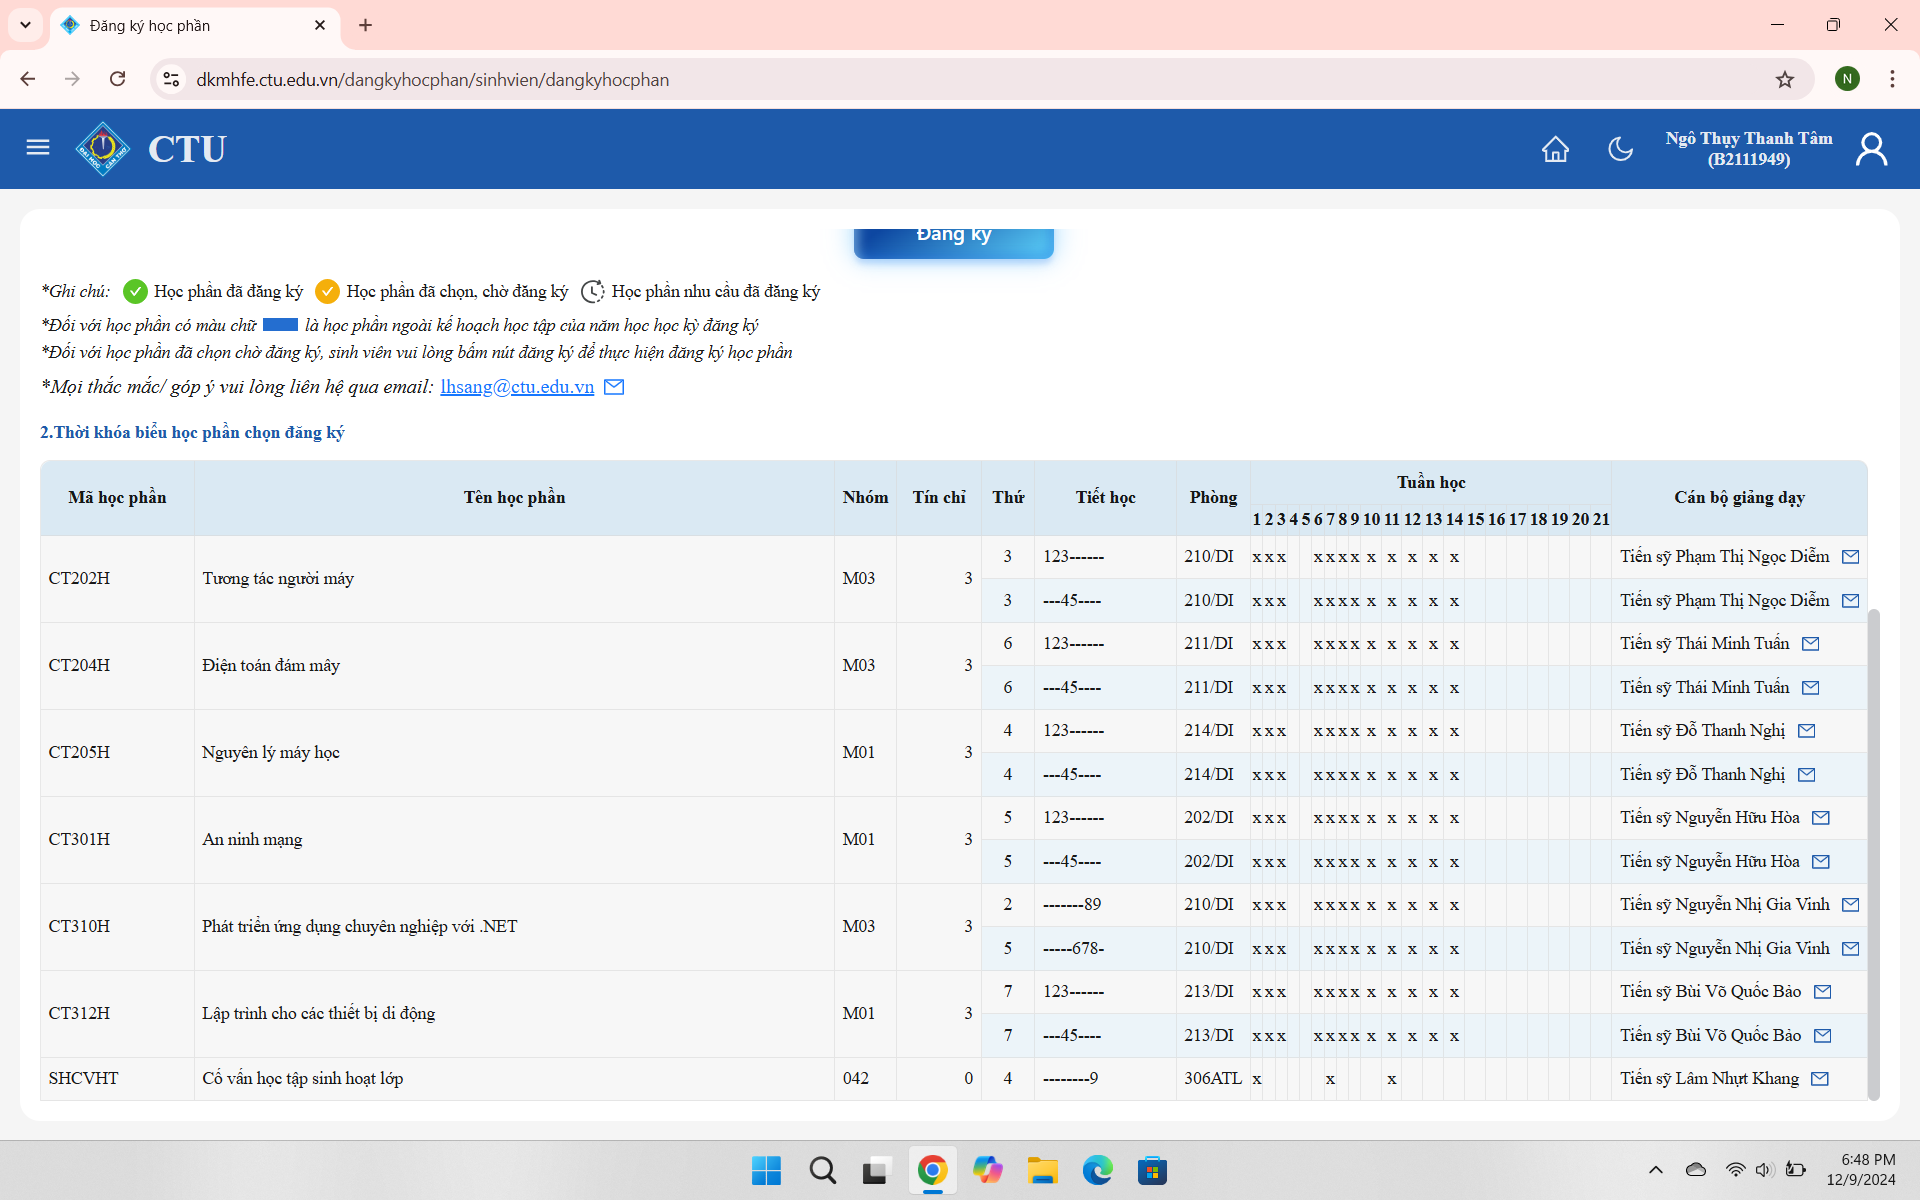 Đăng ký học phần
dkmhfe.ctu.edu.vn/dangkyhocphan/sinhvien/dangkyhocphan
N
CTU
Ngô Thụy Thanh Tâm
(B2111949)
Đăng ký
*Ghi chú: Học phần đã đăng ký Học phần đã chọn, chờ đăng ký Học phần nhu cầu đã đăng ký
*Đối với học phần có màu chữ là học phần ngoài kế hoạch học tập của năm học học kỳ đăng ký
*Đối với học phần đã chọn chờ đăng ký, sinh viên vui lòng bấm nút đăng ký để thực hiện đăng ký học phần
*Mọi thắc mắc/ góp ý vui lòng liên hệ qua email: lhsang@ctu.edu.vn
2.Thời khóa biểu học phần chọn đăng ký
Mã học phần Tên học phần Nhóm Tín chỉ Thứ Tiết học Phòng Tuần học Cán bộ giảng dạy
1 2 3 4 5 6 7 8 9 10 11 12 13 14 15 16 17 18 19 20 21
CT202H Tương tác người máy M03 3
3 123------ 210/DI x x x x x x x x x x x x Tiến sỹ Phạm Thị Ngọc Diễm
3 ---45---- 210/DI x x x x x x x x x x x x Tiến sỹ Phạm Thị Ngọc Diễm
CT204H Điện toán đám mây M03 3
6 123------ 211/DI x x x x x x x x x x x x Tiến sỹ Thái Minh Tuấn
6 ---45---- 211/DI x x x x x x x x x x x x Tiến sỹ Thái Minh Tuấn
CT205H Nguyên lý máy học M01 3
4 123------ 214/DI x x x x x x x x x x x x Tiến sỹ Đỗ Thanh Nghị
4 ---45---- 214/DI x x x x x x x x x x x x Tiến sỹ Đỗ Thanh Nghị
CT301H An ninh mạng M01 3
5 123------ 202/DI x x x x x x x x x x x x Tiến sỹ Nguyễn Hữu Hòa
5 ---45---- 202/DI x x x x x x x x x x x x Tiến sỹ Nguyễn Hữu Hòa
CT310H Phát triển ứng dụng chuyên nghiệp với .NET M03 3
2 -------89 210/DI x x x x x x x x x x x x Tiến sỹ Nguyễn Nhị Gia Vinh
5 -----678- 210/DI x x x x x x x x x x x x Tiến sỹ Nguyễn Nhị Gia Vinh
CT312H Lập trình cho các thiết bị di động M01 3
7 123------ 213/DI x x x x x x x x x x x x Tiến sỹ Bùi Võ Quốc Bảo
7 ---45---- 213/DI x x x x x x x x x x x x Tiến sỹ Bùi Võ Quốc Bảo
SHCVHT Cố vấn học tập sinh hoạt lớp 042 0 4 --------9 306ATL x x x Tiến sỹ Lâm Nhựt Khang
6:48 PM
12/9/2024